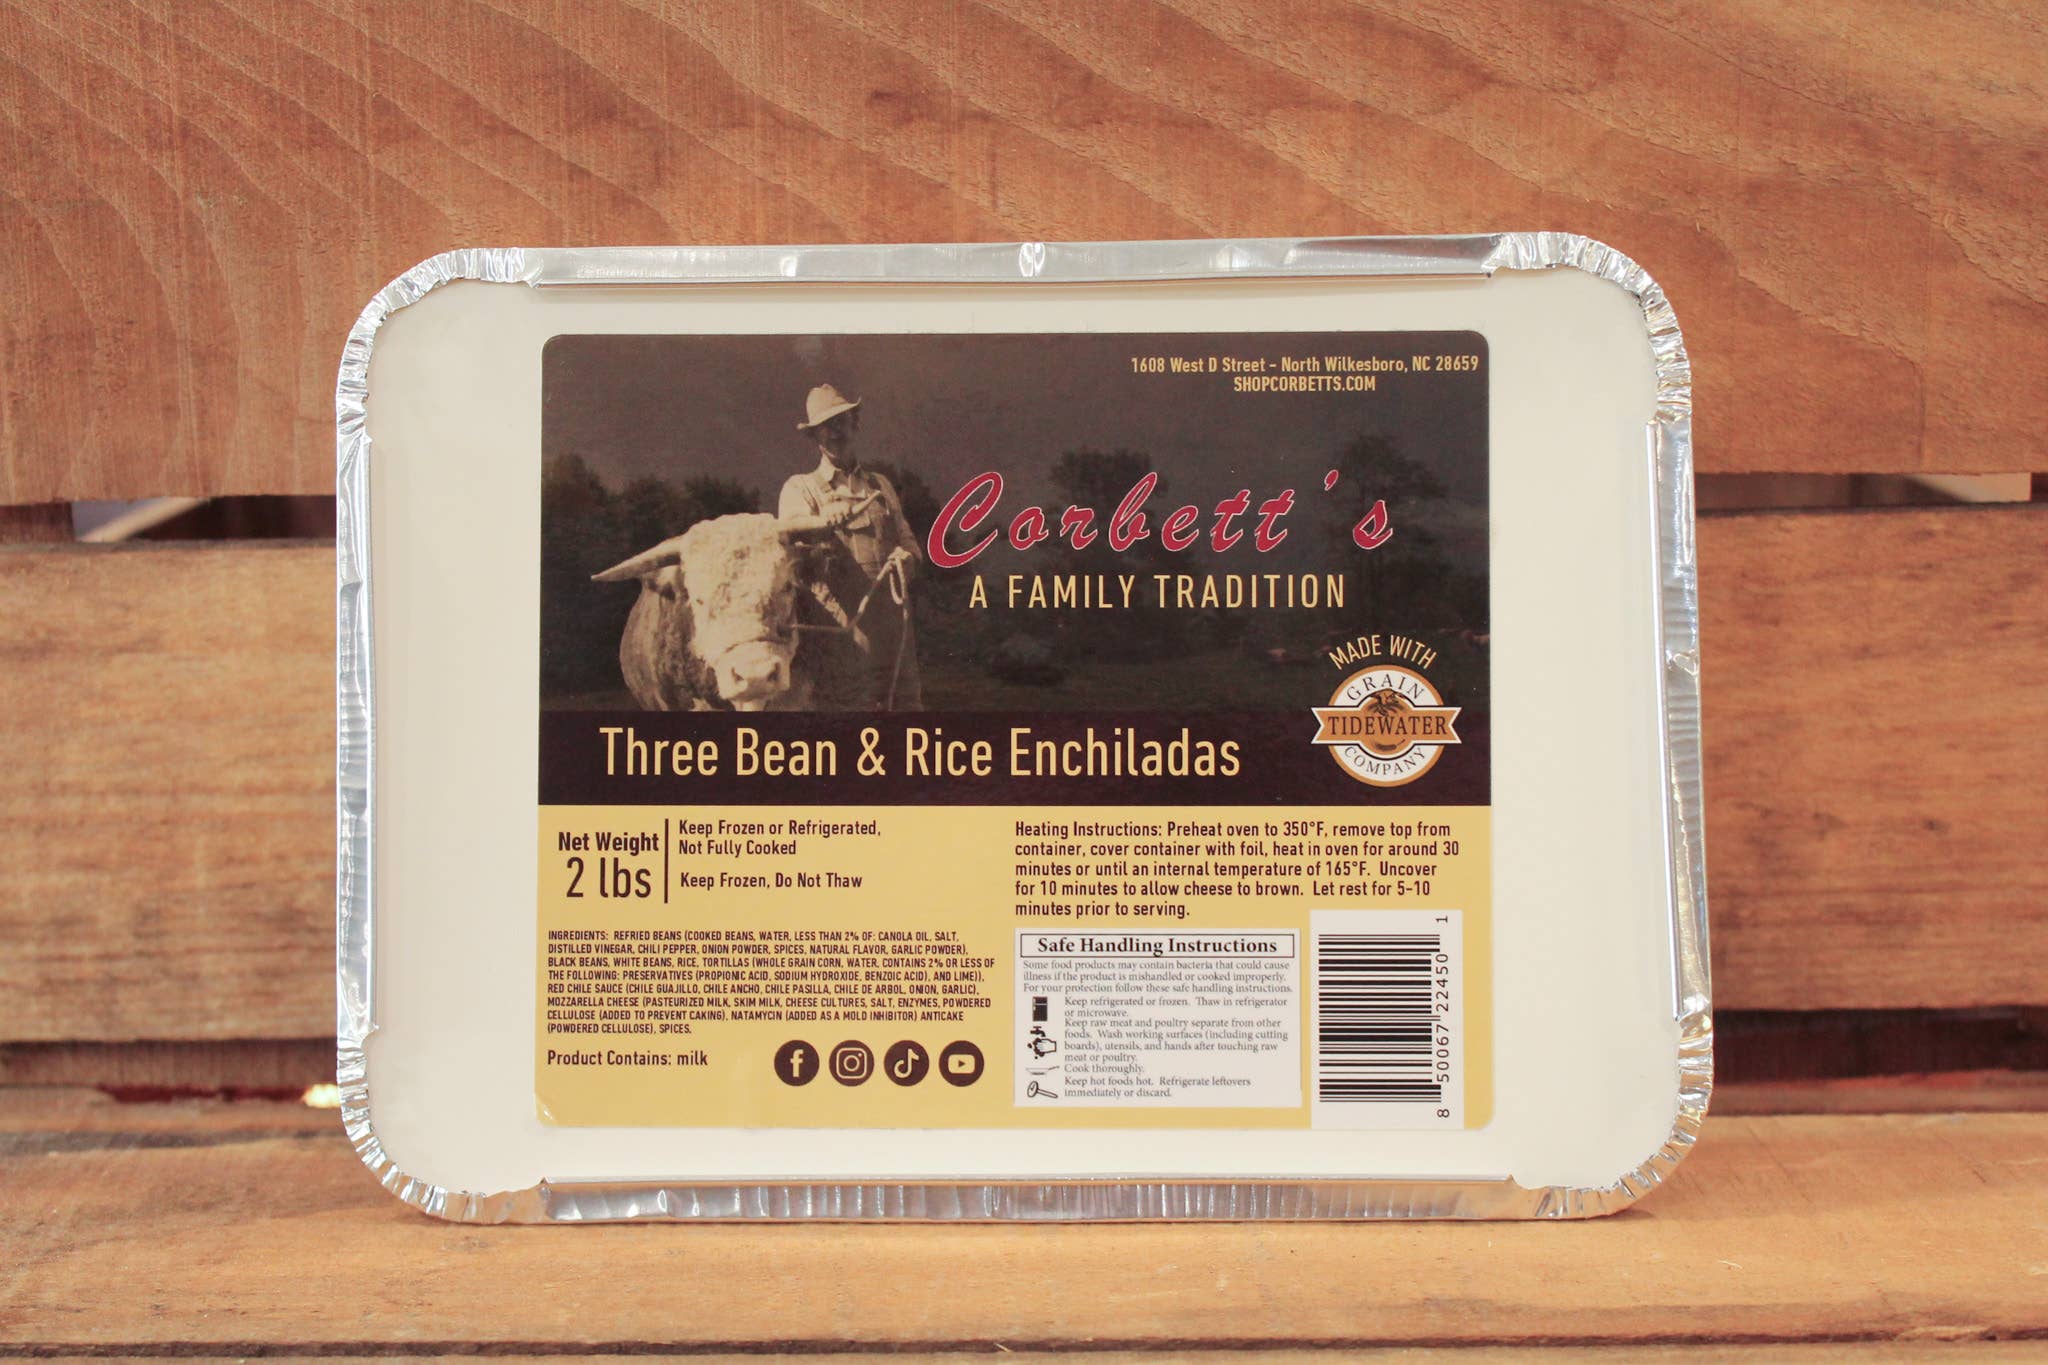 1608 West D Street - North Wilkesboro, NC 28659
SHOPCORBETTS.COM
Corbett's
A FAMILY TRADITION
MADE WITH
GRAIN
TIDEWATER
COMPANY
Three Bean & Rice Enchiladas
Net Weight
2 lbs
Keep Frozen or Refrigerated,
Not Fully Cooked
Keep Frozen, Do Not Thaw
Heating Instructions: Preheat oven to 350°F, remove top from
container, cover container with foil, heat in oven for around 30
minutes or until an internal temperature of 165°F. Uncover
for 10 minutes to allow cheese to brown. Let rest for 5-10
minutes prior to serving.
INGREDIENTS: REFRIED BEANS (COOKED BEANS, WATER, LESS THAN 2% OF: CANOLA OIL, SALT,
DISTILLED VINEGAR, CHILI PEPPER, ONION POWDER, SPICES, NATURAL FLAVOR, GARLIC POWDER),
BLACK BEANS, WHITE BEANS, RICE, TORTILLAS (WHOLE GRAIN CORN, WATER, CONTAINS 2% OR LESS OF
THE FOLLOWING: PRESERVATIVES (PROPIONIC ACID, SODIUM HYDROXIDE, BENZOIC ACID), AND LIME)),
RED CHILE SAUCE (CHILE GUAJILLO, CHILE ANCHO, CHILE PASILLA, CHILE DE ARBOL, ONION, GARLIC),
MOZZARELLA CHEESE (PASTEURIZED MILK, SKIM MILK, CHEESE CULTURES, SALT, ENZYMES, POWDERED
CELLULOSE (ADDED TO PREVENT CAKING), NATAMYCIN (ADDED AS A MOLD INHIBITOR) ANTICAKE
(POWDERED CELLULOSE), SPICES.
Product Contains: milk
Safe Handling Instructions
Some food products may contain bacteria that could cause
illness if the product is mishandled or cooked improperly.
For your protection follow these safe handling instructions.
Keep refrigerated or frozen. Thaw in refrigerator
or microwave.
Keep raw meat and poultry separate from other
foods. Wash working surfaces (including cutting
boards), utensils, and hands after touching raw
meat or poultry.
Cook thoroughly.
Keep hot foods hot. Refrigerate leftovers
immediately or discard.
8 50067 22450 1